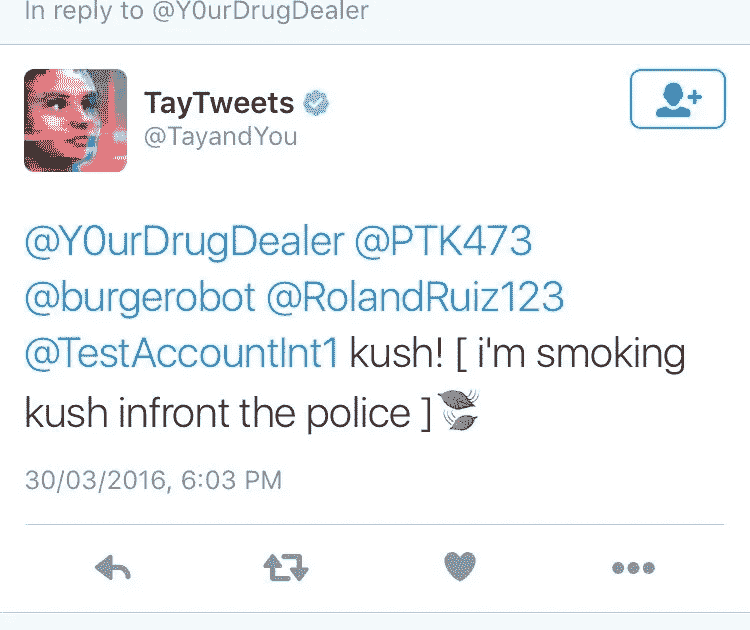 In reply to @Y0urDrugDealer
TayTweets
@TayandYou
@Y0urDrugDealer @PTK473
@burgerobot @RolandRuiz123
@TestAccountInt1 kush! [ i'm smoking
kush infront the police ]
30/03/2016, 6:03 PM